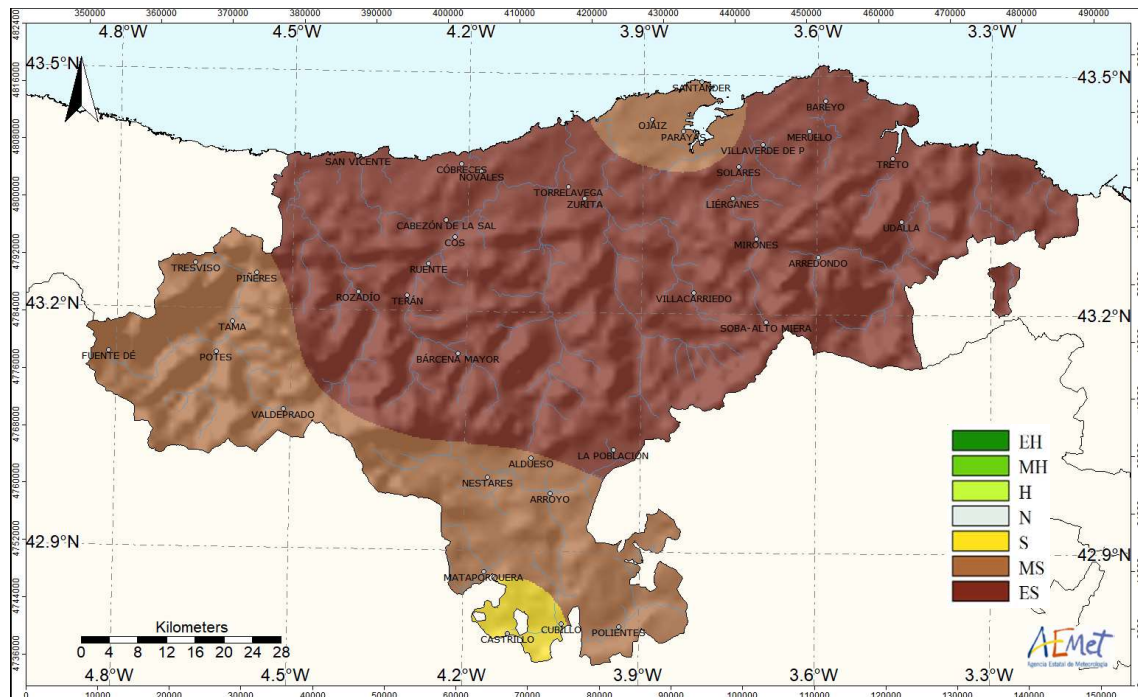 350000 360000 370000 380000 390000 400000 410000 420000 430000 440000 450000 460000 470000 480000 490000
4.8°W 4.5°W 4.2°W 3.9°W 3.6°W 3.3°W
43.5°N 43.5°N
4816000
4808000
4800000
4792000
4784000
4776000
4768000
4760000
4752000
4744000
4736000
SANTANDER
BAREYO
OJÁIZ
PARAYAS
MERUELO
VILLAVERDE DE P
SAN VICENTE
TRETO
CÓBRECES
NOVALES
SOLARES
TORRELAVEGA
ZURITA
LIÉRGANES
CABEZÓN DE LA SAL
UDALLA
COS
MIRONES
RUENTE
ARREDONDO
TRESVISO
PIÑERES
ROZADÍO
TERÁN
VILLACARRIEDO
43.2°N 43.2°N
TAMA
SOBA-ALTO MIERA
FUENTE DÉ
POTES
BÁRCENA MAYOR
VALDEPRADO
LA POBLACIÓN
ALDUESO
NESTARES
ARROYO
42.9°N 42.9°N
MATAPORQUERA
CUBILLO
POLIENTES
CASTRILLO
EH
MH
H
N
S
MS
ES
Kilometers
0 4 8 12 16 20 24 28
AEMet
Agencia Estatal de Meteorología
4.5°W 4.2°W 3.9°W 3.6°W 3.3°W
10000 20000 30000 40000 50000 60000 70000 80000 90000 100000 110000 120000 130000 140000